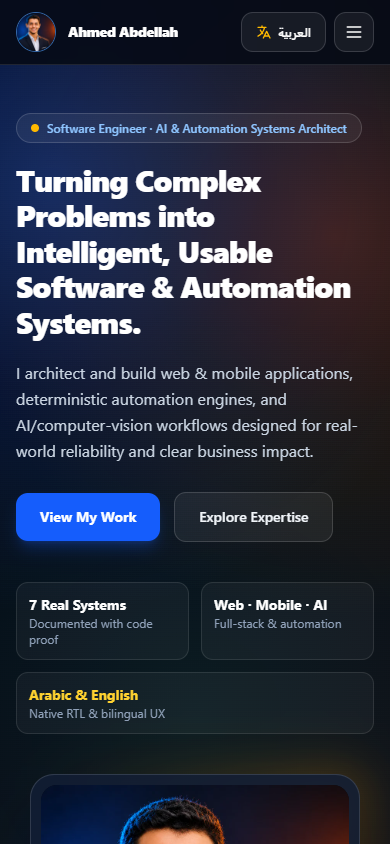 Ahmed Abdellah
العربية
Software Engineer · AI & Automation Systems Architect
Turning Complex
Problems into
Intelligent, Usable
Software & Automation
Systems.
I architect and build web & mobile applications,
deterministic automation engines, and
AI/computer-vision workflows designed for real-
world reliability and clear business impact.
View My Work
Explore Expertise
7 Real Systems
Documented with code
proof
Web · Mobile · AI
Full-stack & automation
Arabic & English
Native RTL & bilingual UX